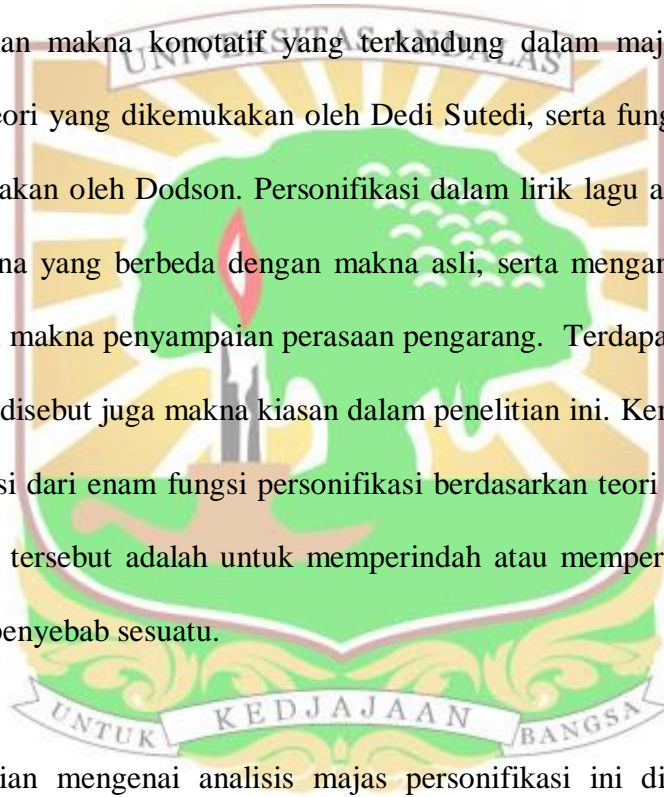 an makna konotatif yang terkandung dalam maj
UNIVERSITAS ANDALAS
eori yang dikemukakan oleh Dedi Sutedi, serta fung
akan oleh Dodson. Personifikasi dalam lirik lagu a
na yang berbeda dengan makna asli, serta mengan
makna penyampaian perasaan pengarang. Terdapa
disebut juga makna kiasan dalam penelitian ini. Ken
si dari enam fungsi personifikasi berdasarkan teori
tersebut adalah untuk memperindah atau memper
penyebab sesuatu.
UNTUK KEDJAJAAN BANGSA
ian mengenai analisis majas personifikasi ini di